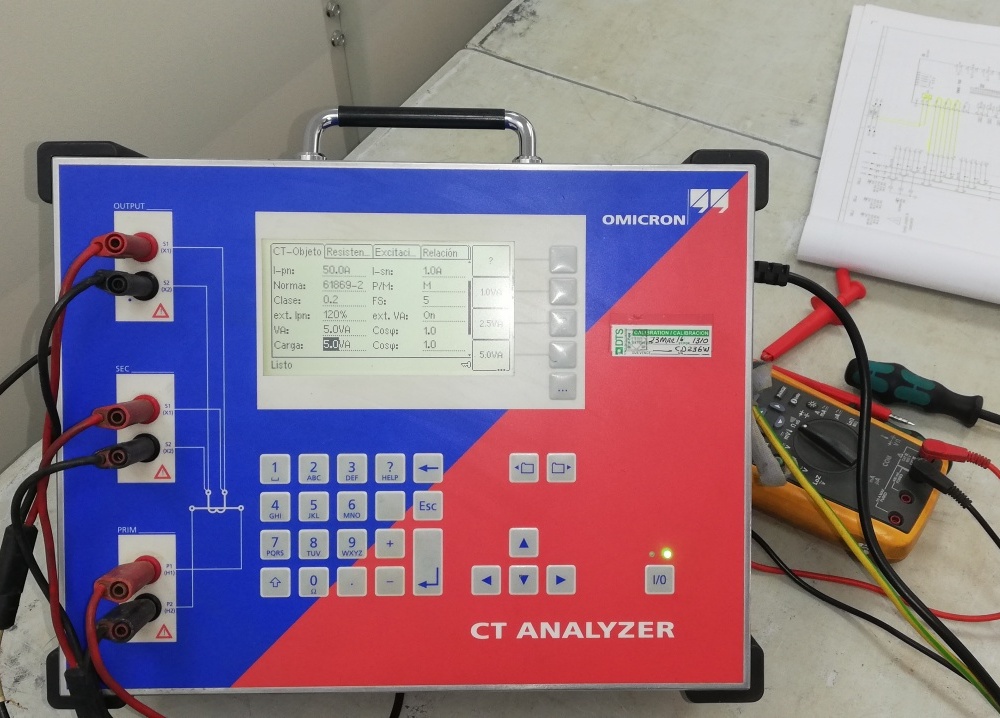 OUTPUT
S1
(X1)
S2
(X2)
SEC
S1
(X1)
S2
(X2)
PRIM
P1
(H1)
P2
(H2)
OMICRON
CT-Objeto Resisten... Excitaci... Relación ?
I-pn: 50.0A I-sn: 1.0A
Norma: 61869-2 P/M: M 1.0VA
Clase: 0.2 FS: 5
ext. Ipn: 120% ext. VA: On 2.5VA
VA: 5.0VA Cosφ: 1.0
Carga: 5.0VA Cosφ: 1.0 5.0VA
Listo ...
...
DTS
CALIBRATION / CALIBRACION
1 2 ABC 3 DEF ? HELP
4 GHI 5 JKL 6 MNO Esc
7 PQRS 8 TUV 9 WXYZ +
0 Ω . −
I/O
CT ANALYZER